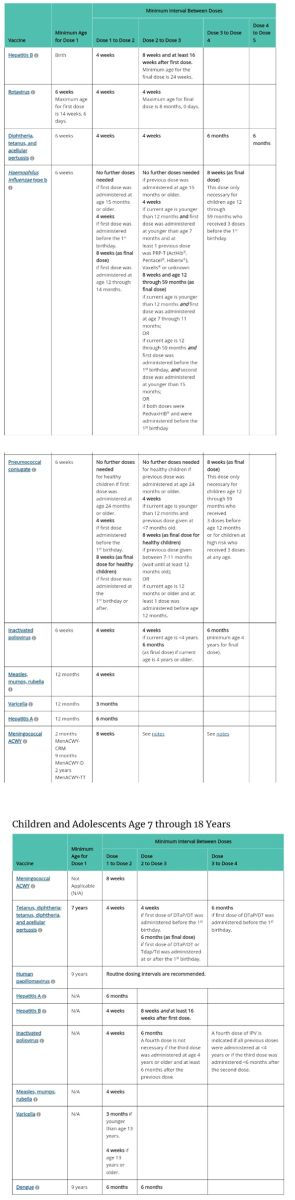 Minimum Interval Between Doses
Vaccine
Minimum Age
for Dose 1
Dose 1 to Dose 2
Dose 2 to Dose 3
Dose 3 to Dose
4
Dose 4
to Dose
5
Hepatitis B
Birth
4 weeks
8 weeks and at least 16
weeks after first dose.
Minimum age for the
final dose is 24 weeks.
Rotavirus
6 weeks
Maximum age
for first dose
is 14 weeks, 6
days.
4 weeks
4 weeks
Maximum age for final
dose is 8 months, 0 days.
Diphtheria,
tetanus, and
acellular
pertussis
6 weeks
4 weeks
4 weeks
6 months
6
months
Haemophilus
influenzae type b
6 weeks
No further doses
needed
if first dose was
administered at
age 15 months
or older.
4 weeks
if first dose was
administered
before the 1st
birthday.
8 weeks (as final
dose)
if first dose was
administered at
age 12 through
14 months.
No further doses needed
if previous dose was
administered at age 15
months or older.
4 weeks
if current age is younger
than 12 months and first
dose was administered
at younger than age 7
months and at
least 1 previous dose
was PRP-T (ActHib®,
Pentacel®, Hiberix®),
Vaxelis® or unknown
8 weeks and age 12
through 59 months (as
final dose)
if current age is younger
than 12 months and first
dose was administered
at age 7 through 11
months;
OR
if current age is 12
through 59 months and
first dose was
administered before the
1st birthday, and second
dose was administered
at younger than 15
months;
OR
if both doses were
PedvaxHIB® and were
administered before the
1st birthday
8 weeks (as final
dose)
This dose only
necessary for
children age 12
through
59 months who
received 3 doses
before the 1st
birthday.
Pneumococcal
conjugate
6 weeks
No further doses
needed
for healthy
children if first
dose was
administered at
age 24 months
or older.
4 weeks
if first dose was
administered
before the
1st birthday.
8 weeks (as final
dose for healthy
children)
if first dose was
administered at
the
1st birthday or
after.
No further doses needed
for healthy children if
previous dose was
administered at age 24
months or older.
4 weeks
if current age is younger
than 12 months and
previous dose given at
<7 months old.
8 weeks (as final dose
for healthy children)
if previous dose given
between 7-11 months
(wait until at least 12
months old);
OR
if current age is 12
months or older and at
least 1 dose was
administered before age
12 months.
8 weeks (as final
dose)
This dose only
necessary for
children age 12
through 59
months who
received
3 doses before
age 12 months
or for children at
high risk who
received 3 doses
at any age.
Inactivated
poliovirus
6 weeks
4 weeks
4 weeks
if current age is <4 years.
6 months
(as final dose) if current
age is 4 years or older.
6 months
(minimum age 4
years for final
dose).
Measles,
mumps, rubella
12 months
4 weeks
Varicella
12 months
3 months
Hepatitis A
12 months
6 months
Meningococcal
ACWY
2 months
MenACWY-
CRM
9 months
MenACWY-D
2 years
MenACWY-TT
8 weeks
See notes
See notes
Children and Adolescents Age 7 through 18 Years
Minimum Interval Between Doses
Vaccine
Minimum
Age for
Dose 1
Dose
1 to Dose 2
Dose
2 to Dose 3
Dose
3 to Dose 4
Meningococcal
ACWY
Not
Applicable
(N/A)
8 weeks
Tetanus, diphtheria;
tetanus, diphtheria,
and acellular
pertussis
7 years
4 weeks
4 weeks
if first dose of DTaP/DT was
administered before the 1st
birthday.
6 months (as final dose)
if first dose of DTaP/DT or
Tdap/Td was administered
at or after the 1st birthday.
6 months
if first dose of DTaP/DT was
administered before the 1st
birthday.
Human
papillomavirus
9 years
Routine dosing intervals are recommended.
Hepatitis A
N/A
6 months
Hepatitis B
N/A
4 weeks
8 weeks and at least 16
weeks after first dose.
Inactivated
poliovirus
N/A
4 weeks
6 months
A fourth dose is not
necessary if the third dose
was administered at age 4
years or older and at least
6 months after the
previous dose.
A fourth dose of IPV is
indicated if all previous
doses were administered at <4
years or if the third dose was
administered <6 months after
the second dose.
Measles, mumps,
rubella
N/A
4 weeks
Varicella
N/A
3 months if
younger
than age 13
years.
4 weeks if
age 13
years or
older.
Dengue
9 years
6 months
6 months